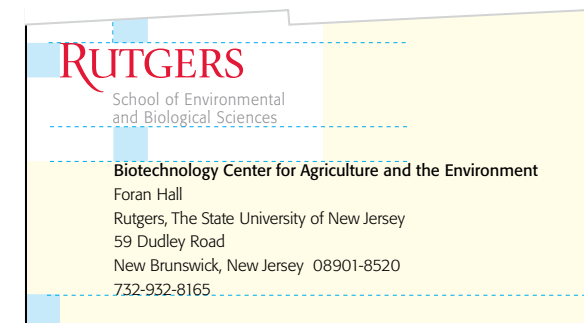 RUTGERS
School of Environmental
and Biological Sciences
Biotechnology Center for Agriculture and the Environment
Foran Hall
Rutgers, The State University of New Jersey
59 Dudley Road
New Brunswick, New Jersey  08901-8520
732-932-8165